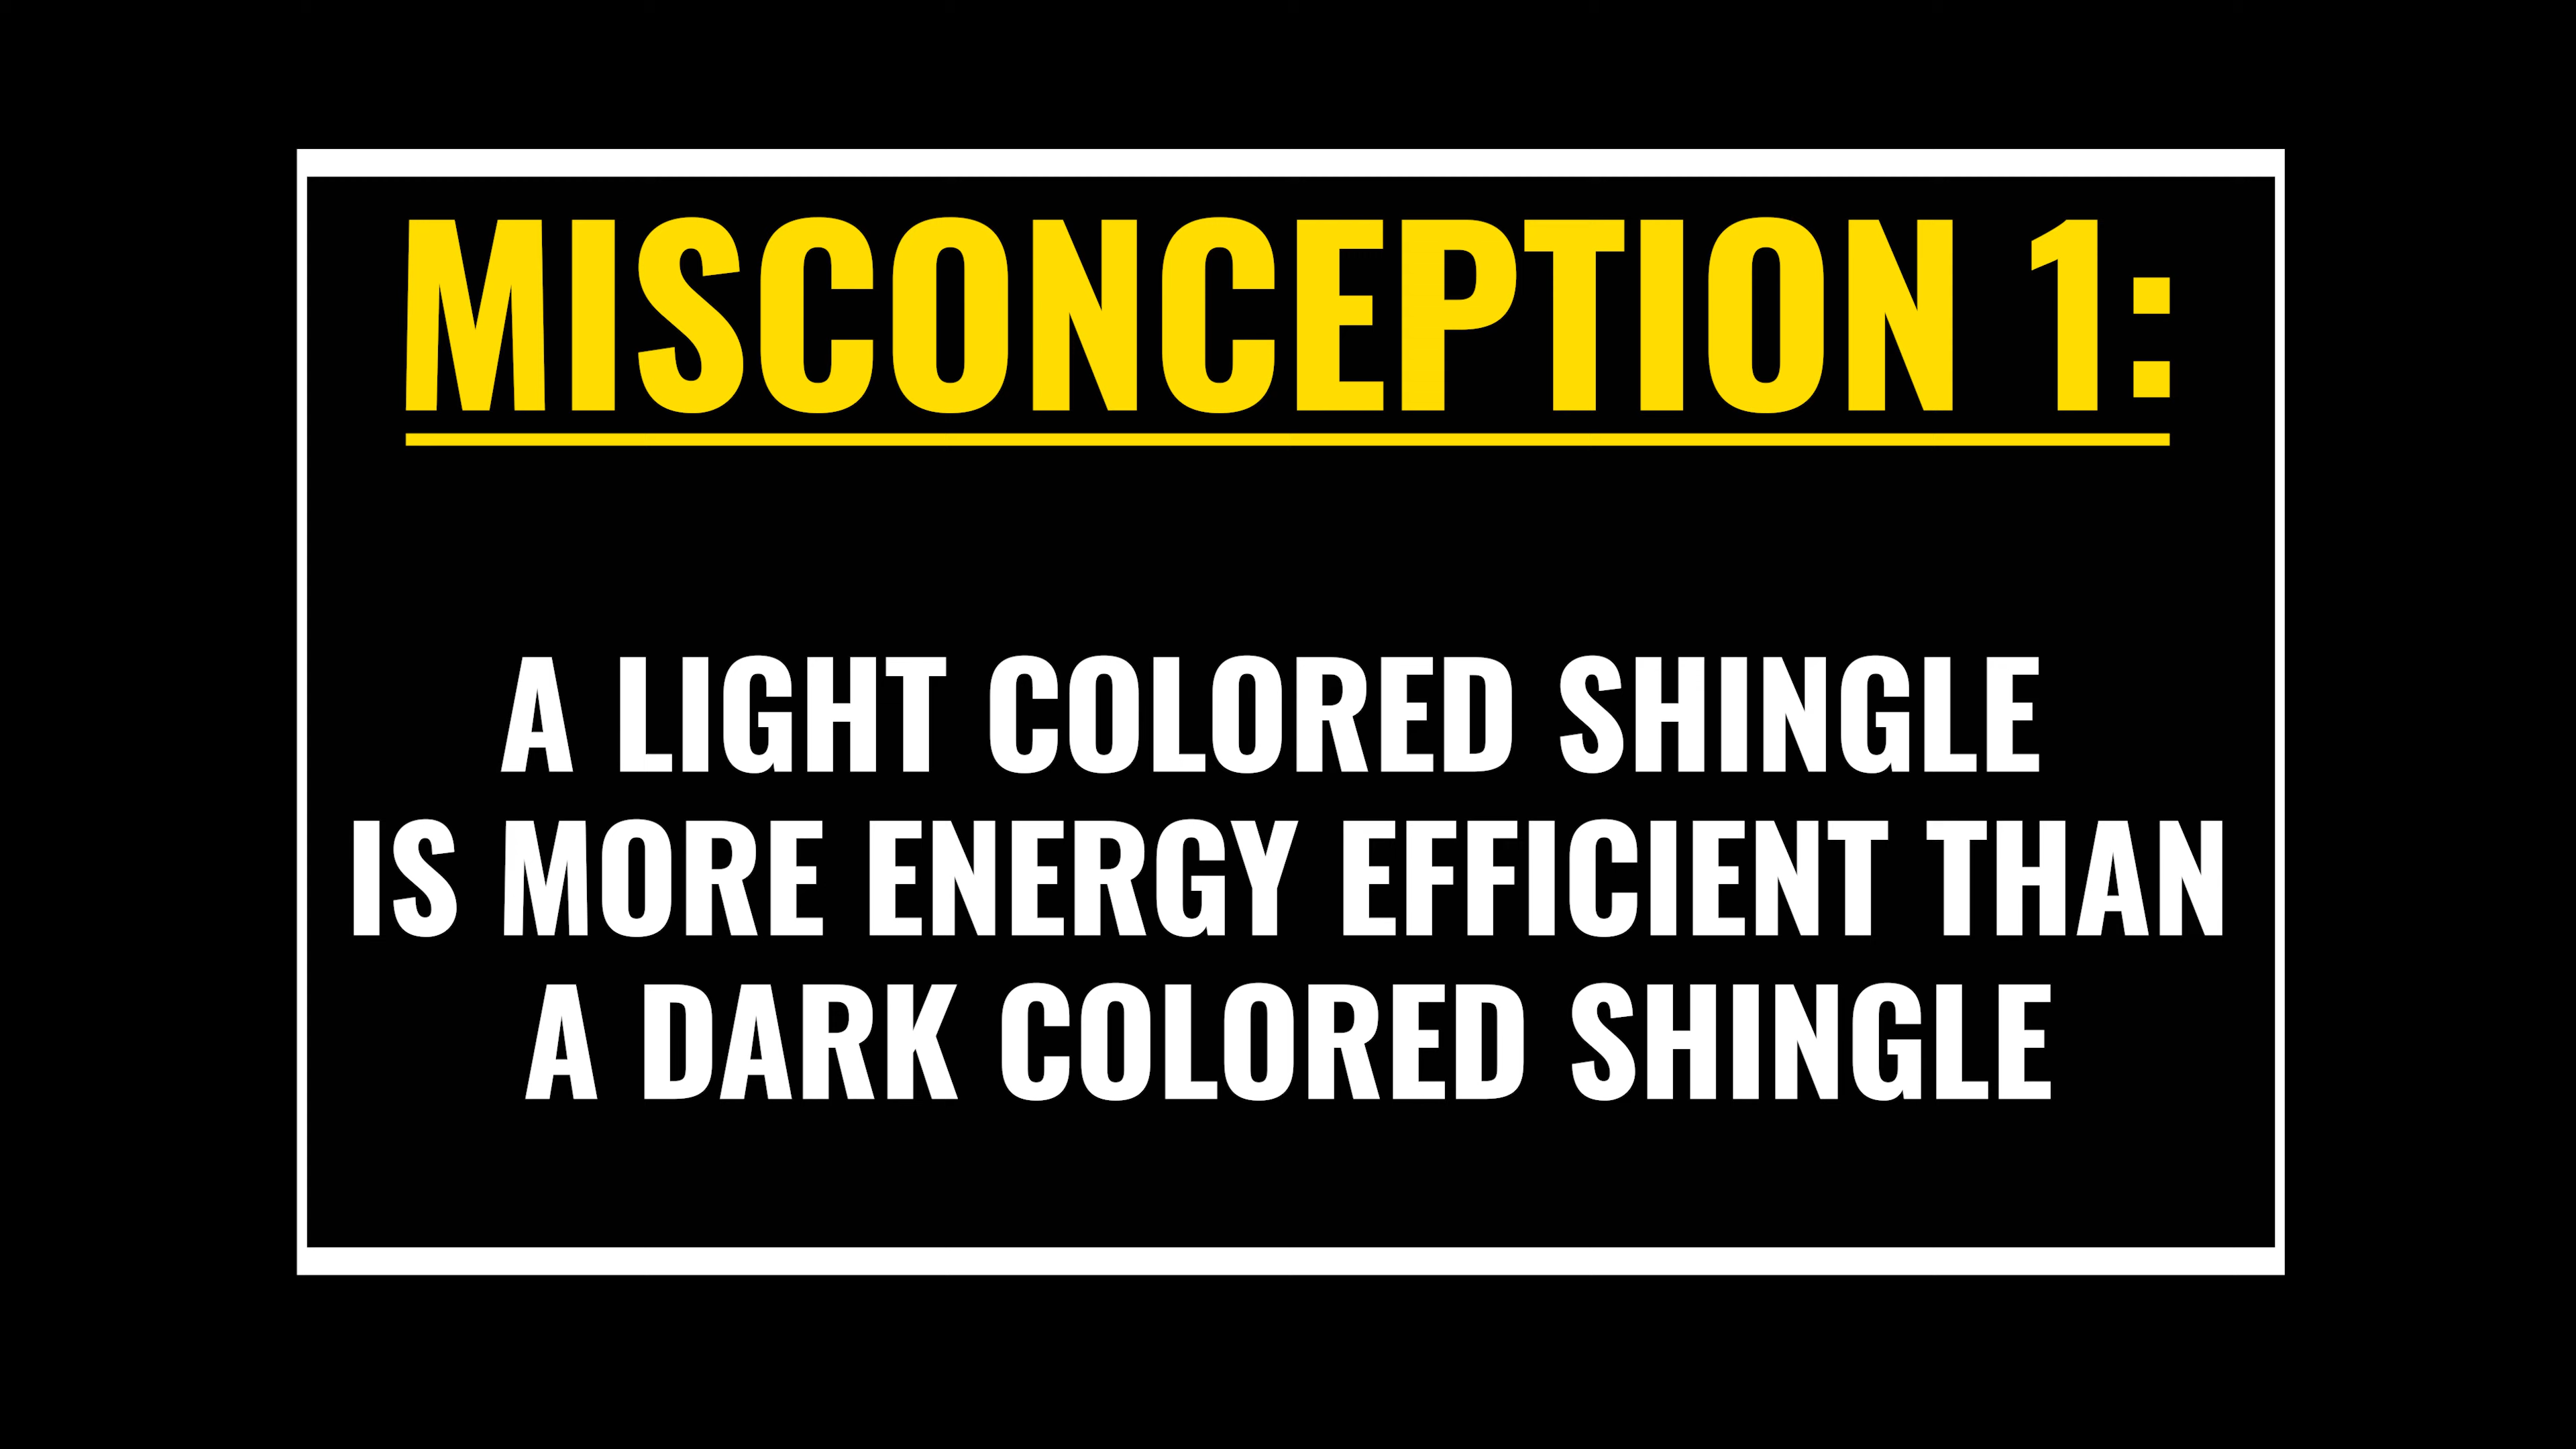 MISCONCEPTION 1:
A LIGHT COLORED SHINGLE
IS MORE ENERGY EFFICIENT THAN
A DARK COLORED SHINGLE